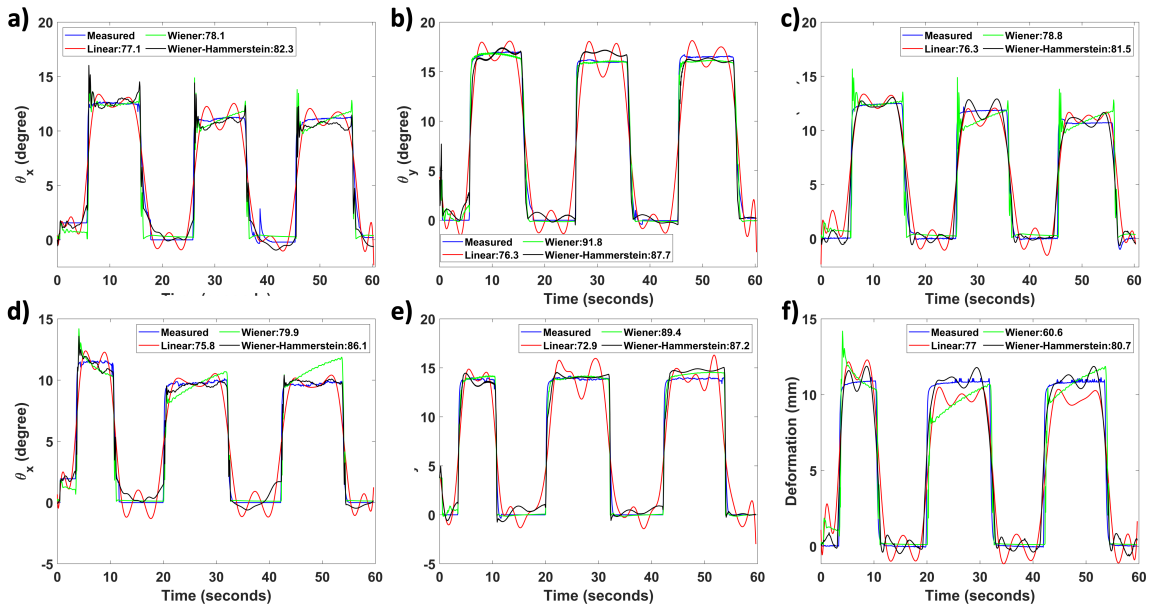 a)
20
15
10
5
0
θx (degree)
Measured Wiener:78.1
Linear:77.1 Wiener-Hammerstein:82.3
0 10 20 30 40 50 60
b)
20
15
10
5
0
θy (degree)
Measured Wiener:91.8
Linear:76.3 Wiener-Hammerstein:87.7
0 10 20 30 40 50 60
Time (seconds)
c)
20
15
10
5
0
Measured Wiener:78.8
Linear:76.3 Wiener-Hammerstein:81.5
0 10 20 30 40 50 60
Time (seconds)
d)
15
10
5
0
-5
θx (degree)
Measured Wiener:79.9
Linear:75.8 Wiener-Hammerstein:86.1
0 10 20 30 40 50 60
Time (seconds)
e)
20
15
10
5
0
-5
Measured Wiener:89.4
Linear:72.9 Wiener-Hammerstein:87.2
0 10 20 30 40 50 60
Time (seconds)
f)
15
10
5
0
Deformation (mm)
Measured Wiener:60.6
Linear:77 Wiener-Hammerstein:80.7
0 10 20 30 40 50 60
Time (seconds)